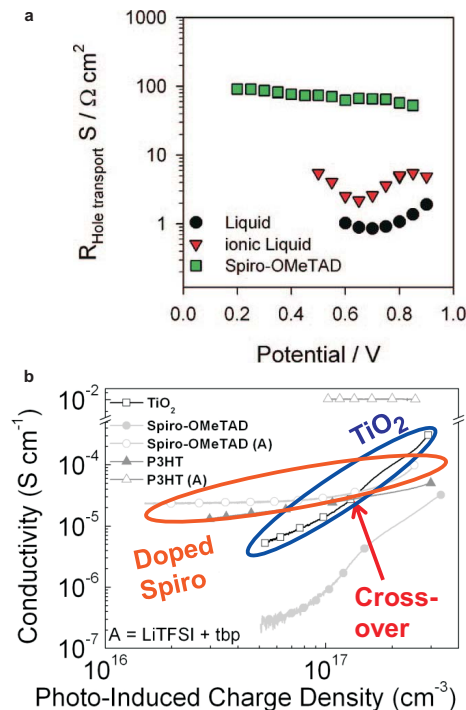 a
R_Hole transport S / Ω cm²
1000
100
10
1
Liquid
ionic Liquid
Spiro-OMeTAD
0.0 0.2 0.4 0.6 0.8 1.0
Potential / V
b
Conductivity (S cm⁻¹)
10⁻²
10⁻⁴
10⁻⁵
10⁻⁶
10⁻⁷
TiO₂
Spiro-OMeTAD
Spiro-OMeTAD (A)
P3HT
P3HT (A)
TiO₂
Doped
Spiro
Cross-
over
A = LiTFSI + tbp
10¹⁶ 10¹⁷
Photo-Induced Charge Density (cm⁻³)